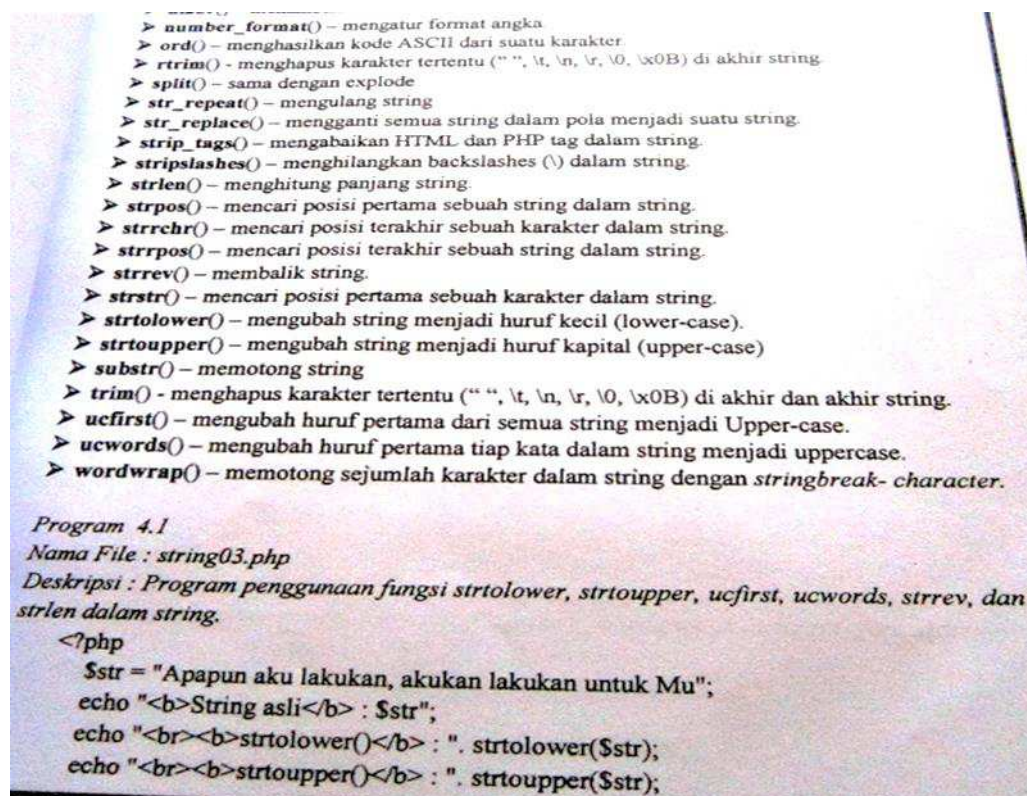 ➤ number_format() – mengatur format angka
➤ ord() – menghasilkan kode ASCII dari suatu karakter
➤ rtrim() - menghapus karakter tertentu (“ “, \t, \n, \r, \0, \x0B) di akhir string.
➤ split() – sama dengan explode
➤ str_repeat() – mengulang string
➤ str_replace() – mengganti semua string dalam pola menjadi suatu string.
➤ strip_tags() – mengabaikan HTML dan PHP tag dalam string.
➤ stripslashes() – menghilangkan backslashes (\) dalam string.
➤ strlen() – menghitung panjang string.
➤ strpos() – mencari posisi pertama sebuah string dalam string.
➤ strrchr() – mencari posisi terakhir sebuah karakter dalam string.
➤ strrpos() – mencari posisi terakhir sebuah string dalam string.
➤ strrev() – membalik string.
➤ strstr() – mencari posisi pertama sebuah karakter dalam string.
➤ strtolower() – mengubah string menjadi huruf kecil (lower-case).
➤ strtoupper() – mengubah string menjadi huruf kapital (upper-case)
➤ substr() – memotong string
➤ trim() - menghapus karakter tertentu (“ “, \t, \n, \r, \0, \x0B) di akhir dan akhir string.
➤ ucfirst() – mengubah huruf pertama dari semua string menjadi Upper-case.
➤ ucwords() – mengubah huruf pertama tiap kata dalam string menjadi uppercase.
➤ wordwrap() – memotong sejumlah karakter dalam string dengan stringbreak- character.
Program 4.1
Nama File : string03.php
Deskripsi : Program penggunaan fungsi strtolower, strtoupper, ucfirst, ucwords, strrev, dan
strlen dalam string.
<?php
$str = "Apapun aku lakukan, akukan lakukan untuk Mu";
echo "<b>String asli</b> : $str";
echo "<br><b>strtolower()</b> : ". strtolower($str);
echo "<br><b>strtoupper()</b> : ". strtoupper($str);